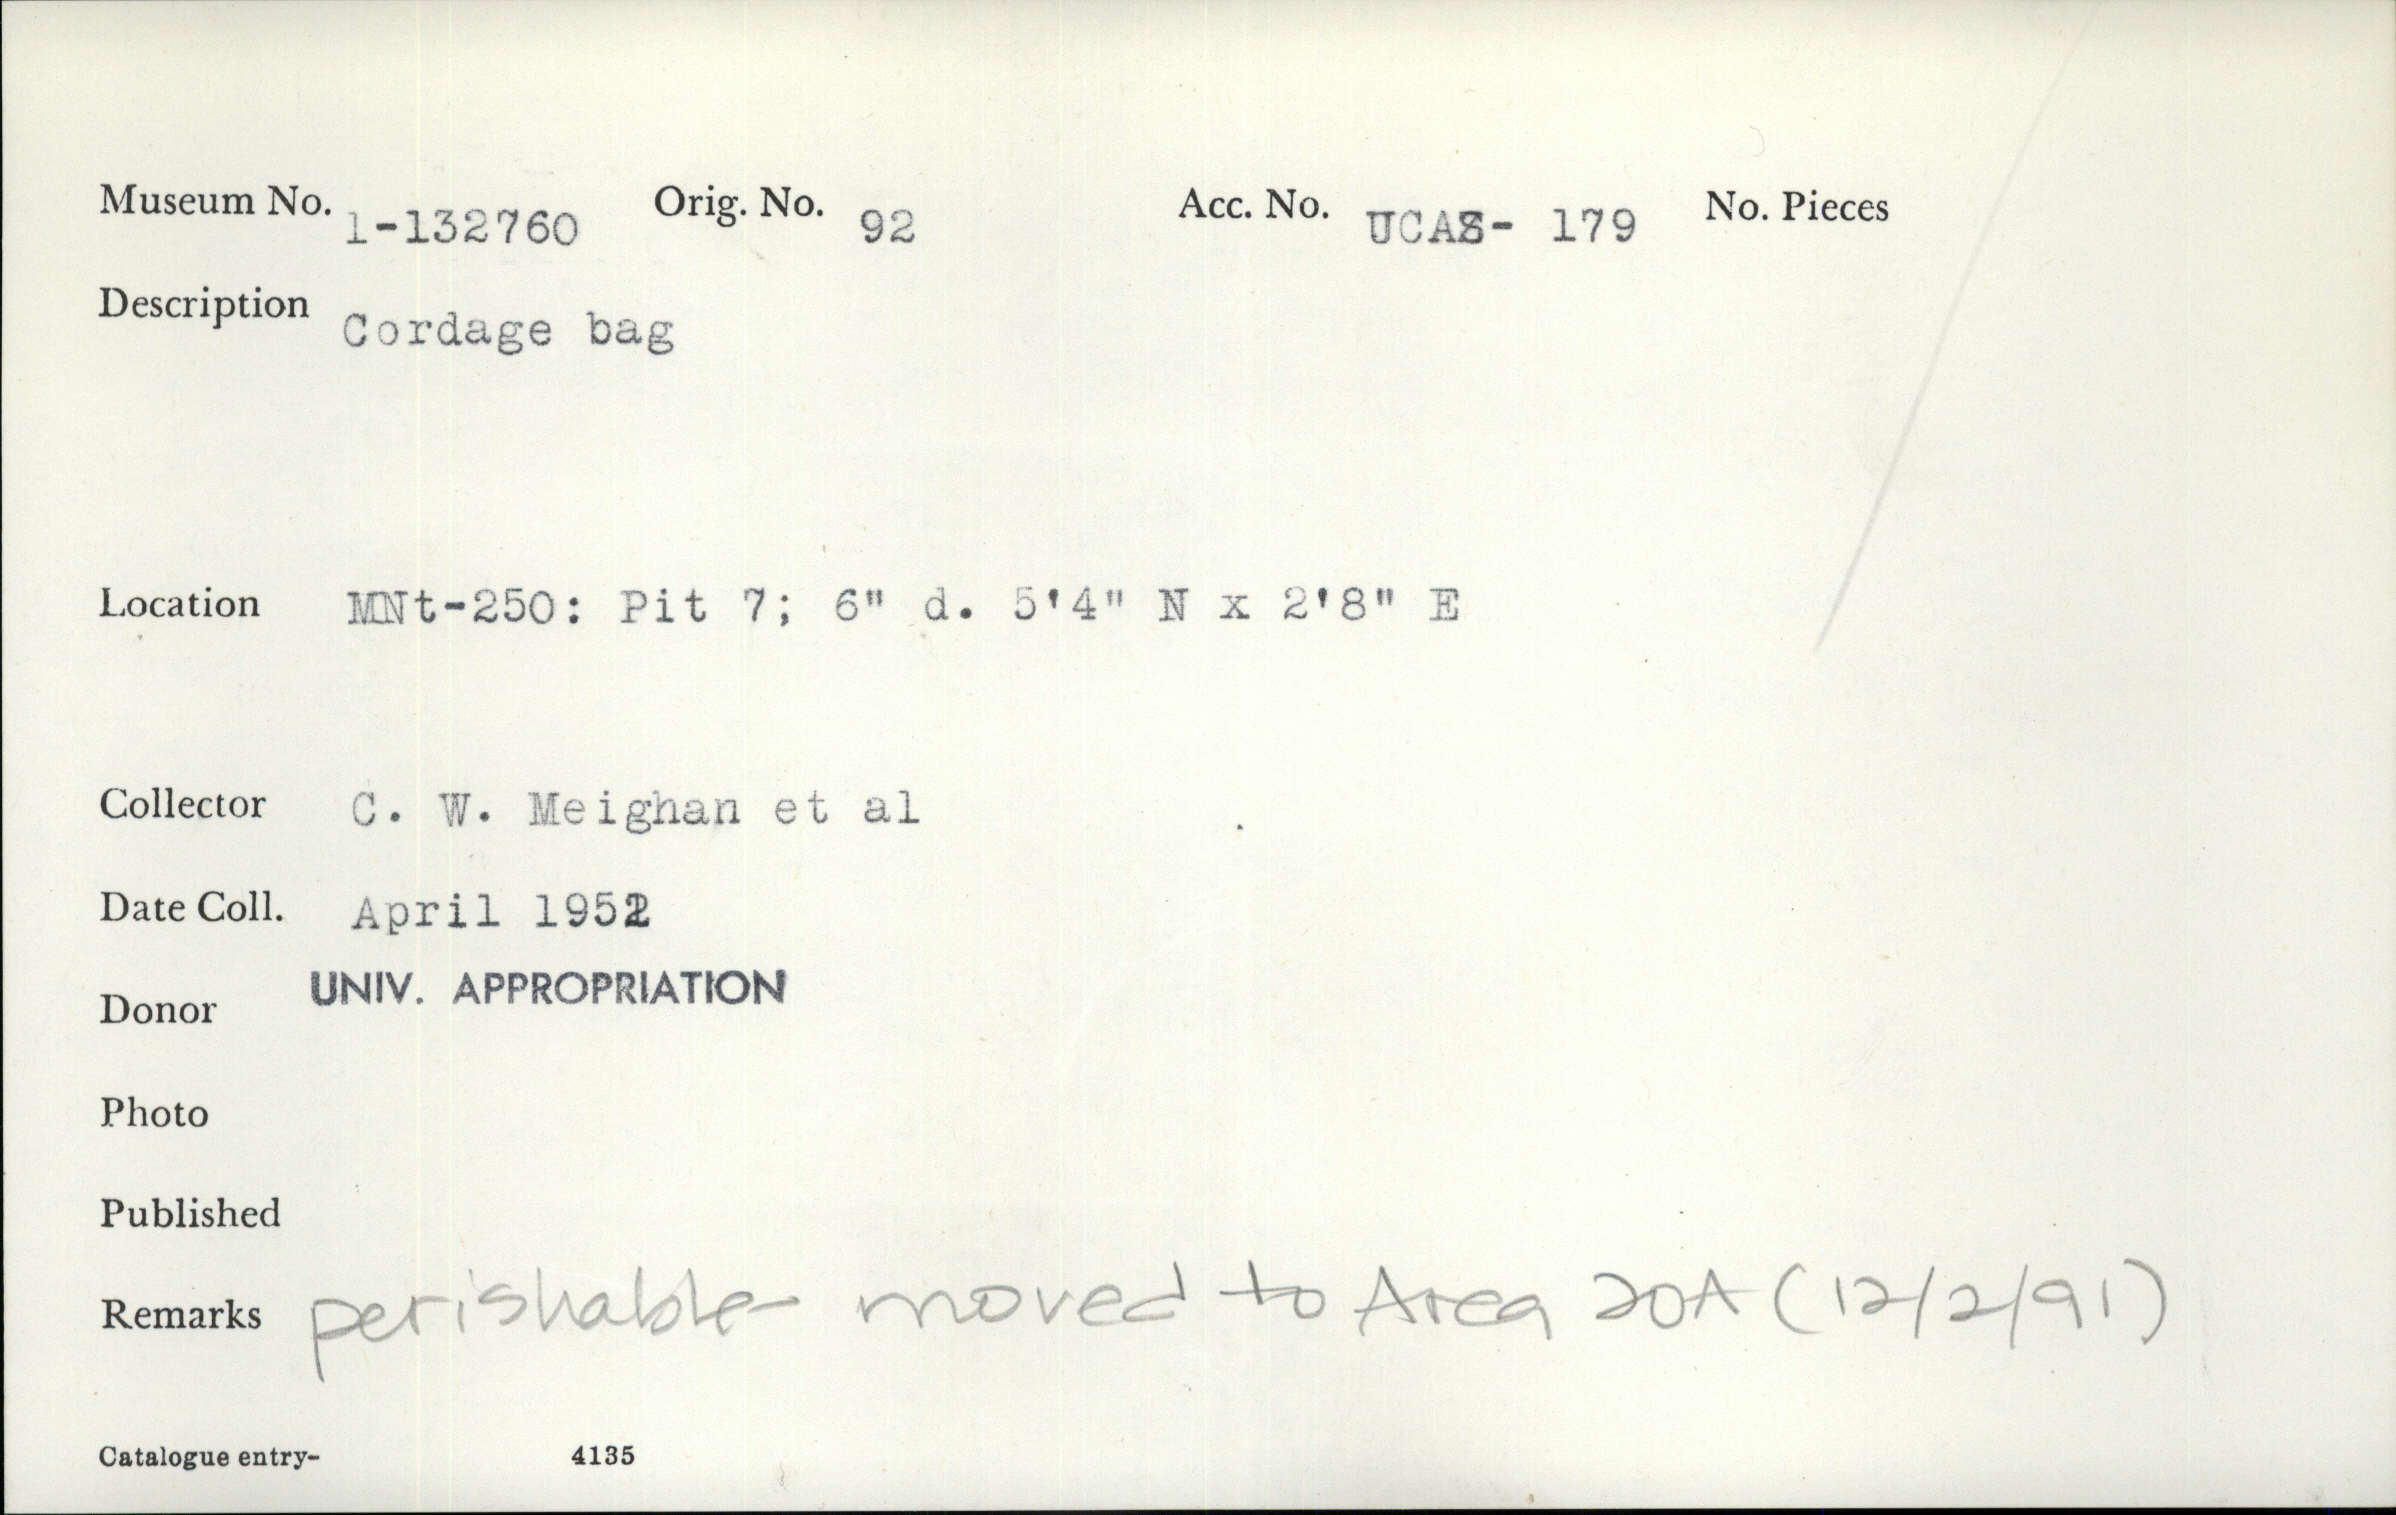 Museum No. 1-132760 Orig. No. 92 Acc. No. UCAS- 179 No. Pieces
Description Cordage bag
Location MNt-250: Pit 7; 6" d. 5'4" N x 2'8" E
Collector C. W. Meighan et al
Date Coll. April 1952
Donor UNIV. APPROPRIATION
Photo
Published
Remarks perishable- moved to Area 20A (12/2/91)
Catalogue entry- 4135